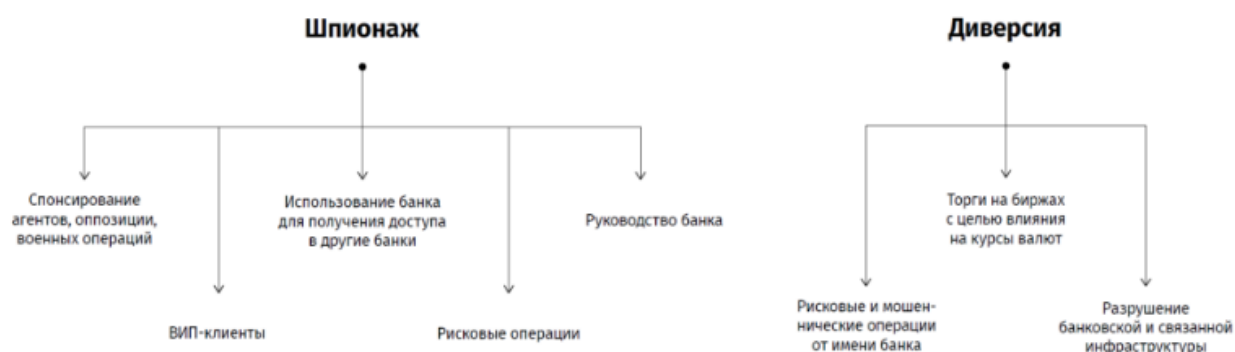 Шпионаж
Спонсирование
агентов, оппозиции,
военных операций
ВИП-клиенты
Использование банка
для получения доступа
в другие банки
Рисковые операции
Руководство банка
Диверсия
Рисковые и мошен-
нические операции
от имени банка
Торги на биржах
с целью влияния
на курсы валют
Разрушение
банковской и связанной
инфраструктуры